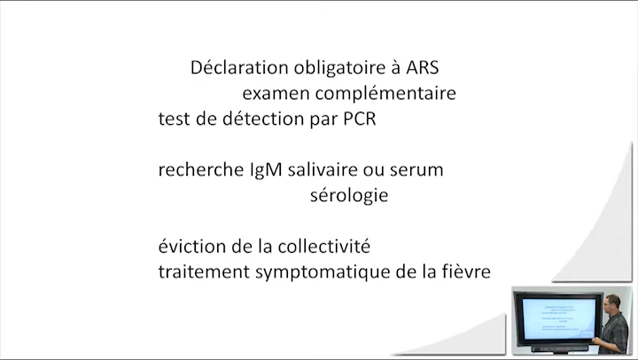 Déclaration obligatoire à ARS
examen complémentaire
test de détection par PCR
recherche IgM salivaire ou serum
sérologie
éviction de la collectivité
traitement symptomatique de la fièvre